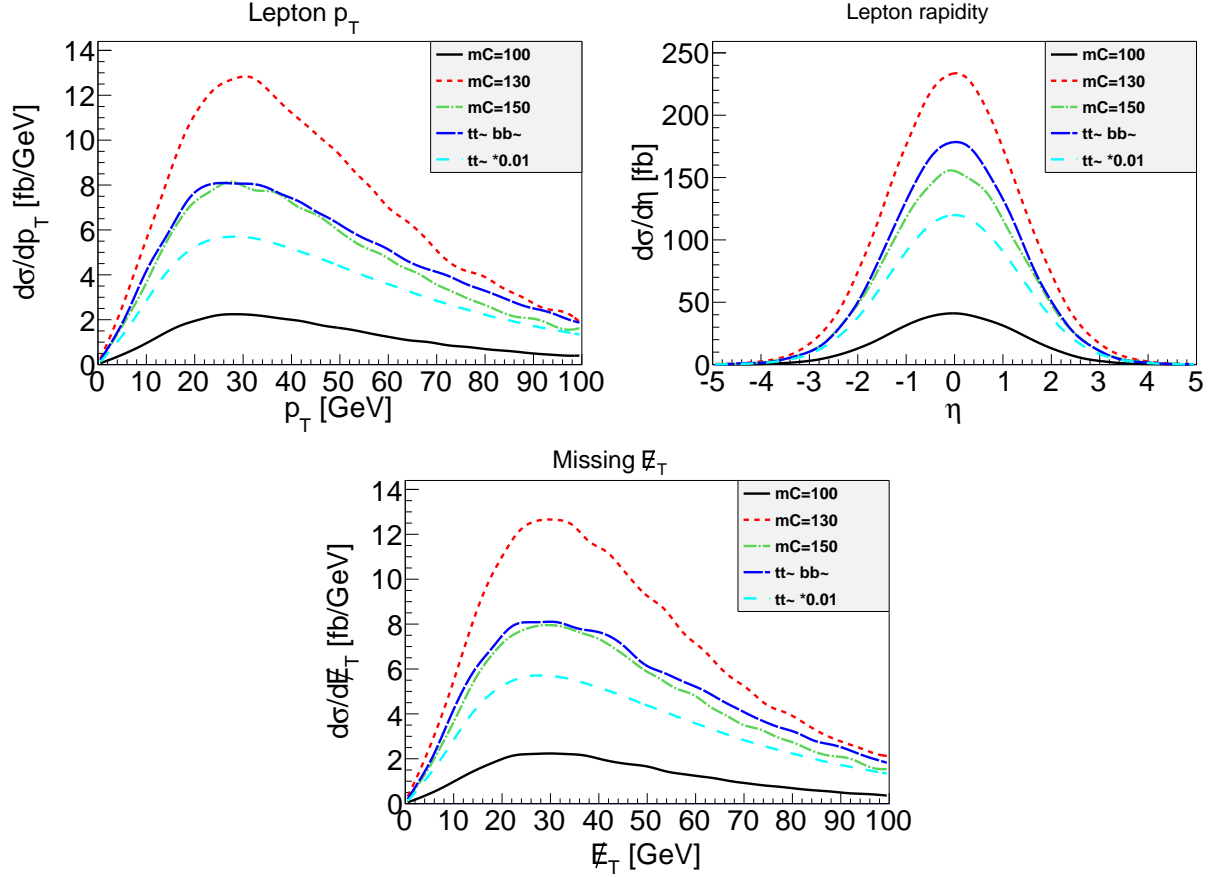 Lepton p_T
dσ/dp_T [fb/GeV]
14
12
10
8
6
4
2
0
mC=100
mC=130
mC=150
tt~ bb~
tt~ *0.01
0 10 20 30 40 50 60 70 80 90 100
p_T [GeV]
Lepton rapidity
dσ/dη [fb]
250
200
150
100
50
0
mC=100
mC=130
mC=150
tt~ bb~
tt~ *0.01
-5 -4 -3 -2 -1 0 1 2 3 4 5
η
Missing E̸_T
dσ/dE̸_T [fb/GeV]
14
12
10
8
6
4
2
0
mC=100
mC=130
mC=150
tt~ bb~
tt~ *0.01
0 10 20 30 40 50 60 70 80 90 100
E̸_T [GeV]